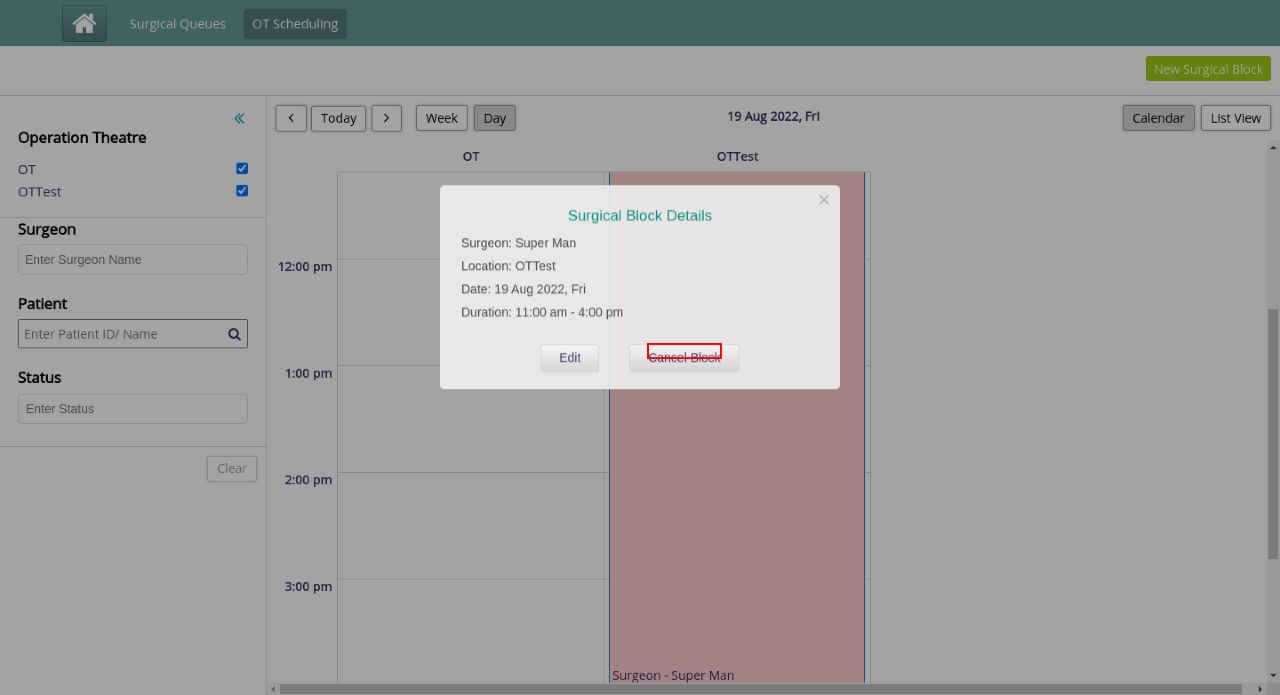 Surgical Queues
OT Scheduling
New Surgical Block
Operation Theatre
OT
OTTest
Surgeon
Enter Surgeon Name
Patient
Enter Patient ID/ Name
Status
Enter Status
Clear
Today
Week
Day
19 Aug 2022, Fri
Calendar
List View
OT
OTTest
12:00 pm
1:00 pm
2:00 pm
3:00 pm
Surgical Block Details
Surgeon: Super Man
Location: OTTest
Date: 19 Aug 2022, Fri
Duration: 11:00 am - 4:00 pm
Edit
Cancel Block
Surgeon - Super Man